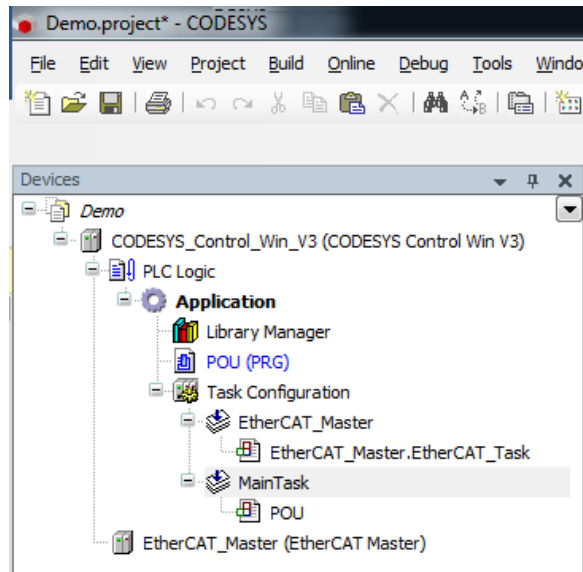 Demo.project* - CODESYS
File Edit View Project Build Online Debug Tools Windo
Devices
Demo
CODESYS_Control_Win_V3 (CODESYS Control Win V3)
PLC Logic
Application
Library Manager
POU (PRG)
Task Configuration
EtherCAT_Master
EtherCAT_Master.EtherCAT_Task
MainTask
POU
EtherCAT_Master (EtherCAT Master)